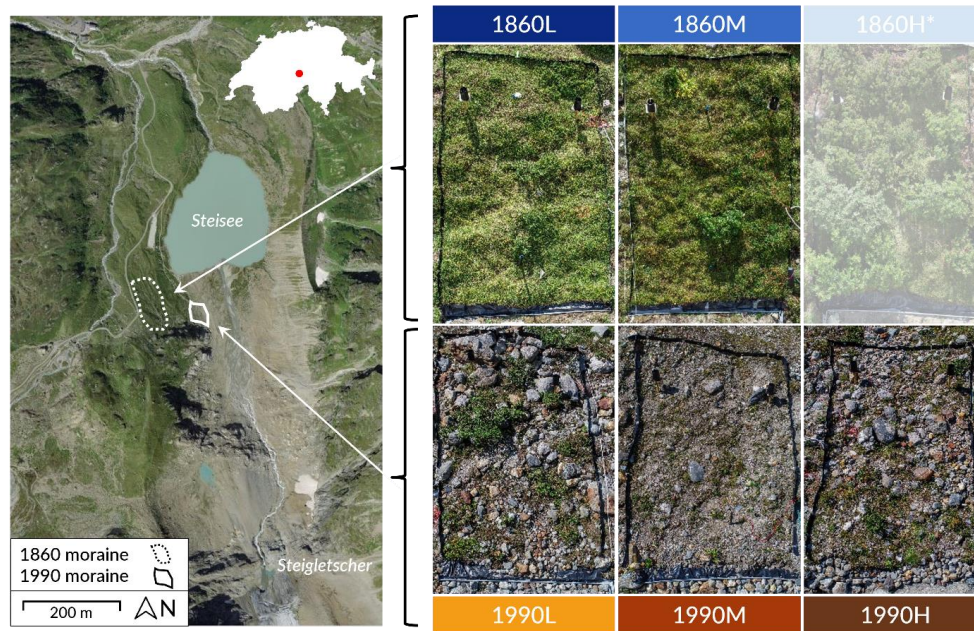 1860L
1860M
1860H*
Steisee
Steigletscher
1860 moraine
1990 moraine
200 m
N
1990L
1990M
1990H